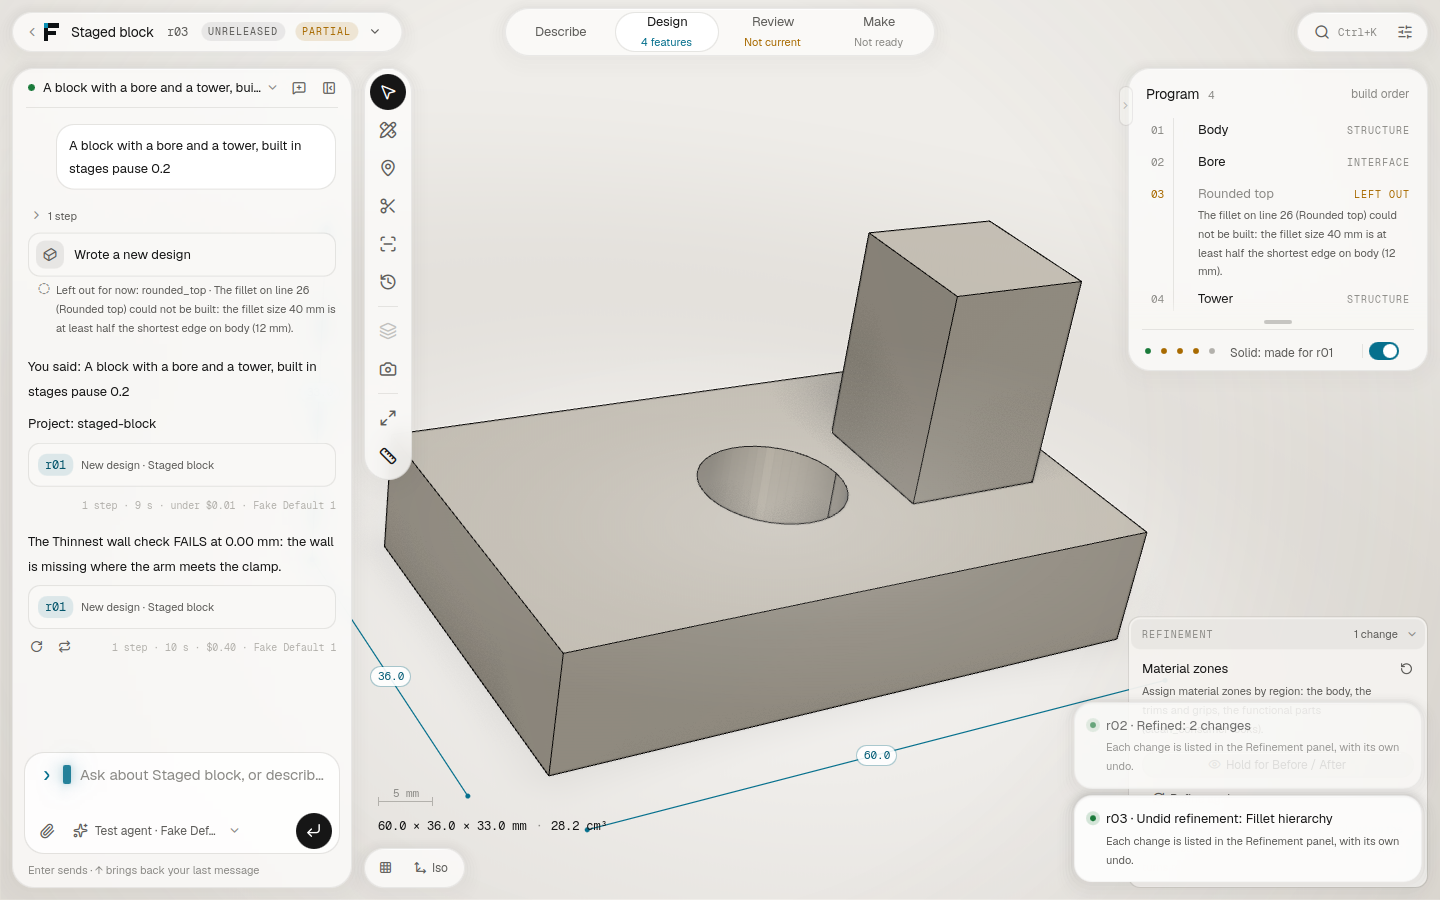 Staged block r03 UNRELEASED PARTIAL
Describe
Design
4 features
Review
Not current
Make
Not ready
Ctrl+K
A block with a bore and a tower, bui...
A block with a bore and a tower, built in
stages pause 0.2
1 step
Wrote a new design
Left out for now: rounded_top · The fillet on line 26
(Rounded top) could not be built: the fillet size 40 mm is
at least half the shortest edge on body (12 mm).
You said: A block with a bore and a tower, built in
stages pause 0.2
Project: staged-block
r01 New design · Staged block
1 step · 9 s · under $0.01 · Fake Default 1
The Thinnest wall check FAILS at 0.00 mm: the wall
is missing where the arm meets the clamp.
r01 New design · Staged block
1 step · 10 s · $0.40 · Fake Default 1
Ask about Staged block, or describ...
Test agent · Fake Def...
Enter sends · ↑ brings back your last message
36.0
60.0
5 mm
60.0 × 36.0 × 33.0 mm · 28.2 cm³
Iso
Program 4 build order
01 Body STRUCTURE
02 Bore INTERFACE
03 Rounded top LEFT OUT
The fillet on line 26 (Rounded top) could
not be built: the fillet size 40 mm is at
least half the shortest edge on body (12
mm).
04 Tower STRUCTURE
Solid: made for r01
REFINEMENT 1 change
Material zones
Assign material zones by region: the body, the
trims and grips, the functional parts
r02 · Refined: 2 changes
Each change is listed in the Refinement panel, with its own
undo.
Hold for Before / After
r03 · Undid refinement: Fillet hierarchy
Each change is listed in the Refinement panel, with its own
undo.